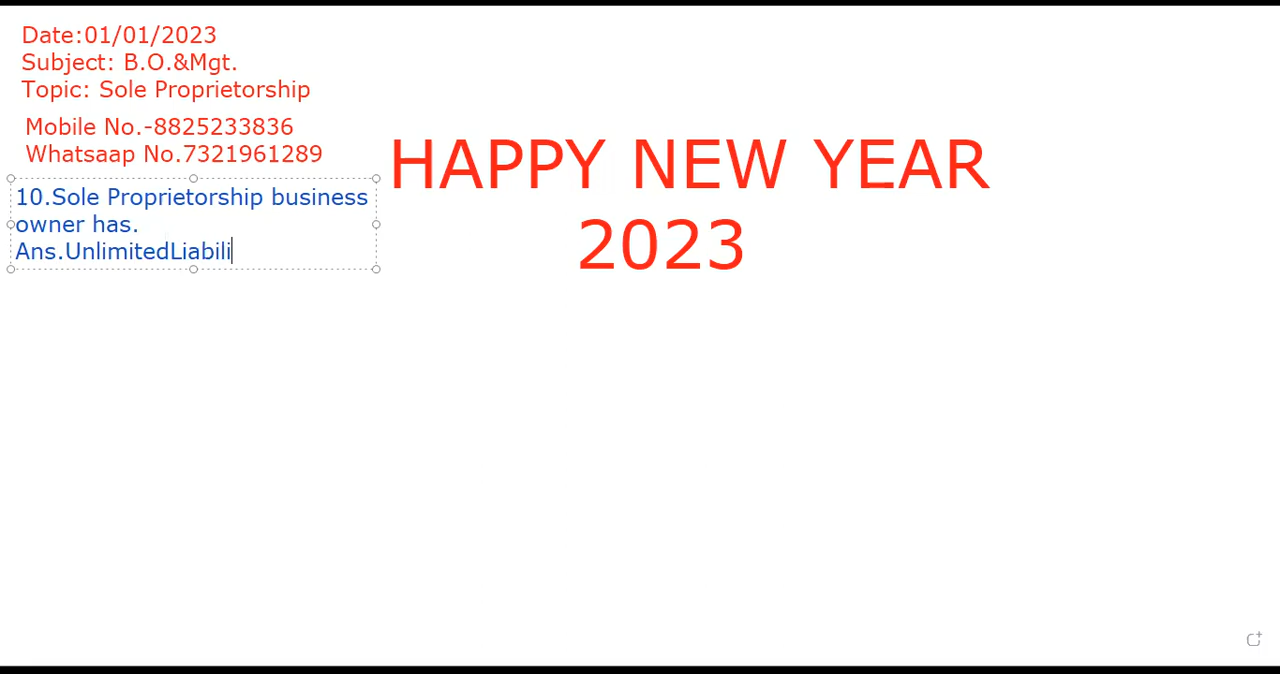 Date:01/01/2023
Subject: B.O.&Mgt.
Topic: Sole Proprietorship
Mobile No.-8825233836
Whatsaap No.7321961289
HAPPY NEW YEAR
2023
10.Sole Proprietorship business
owner has.
Ans.UnlimitedLiabili